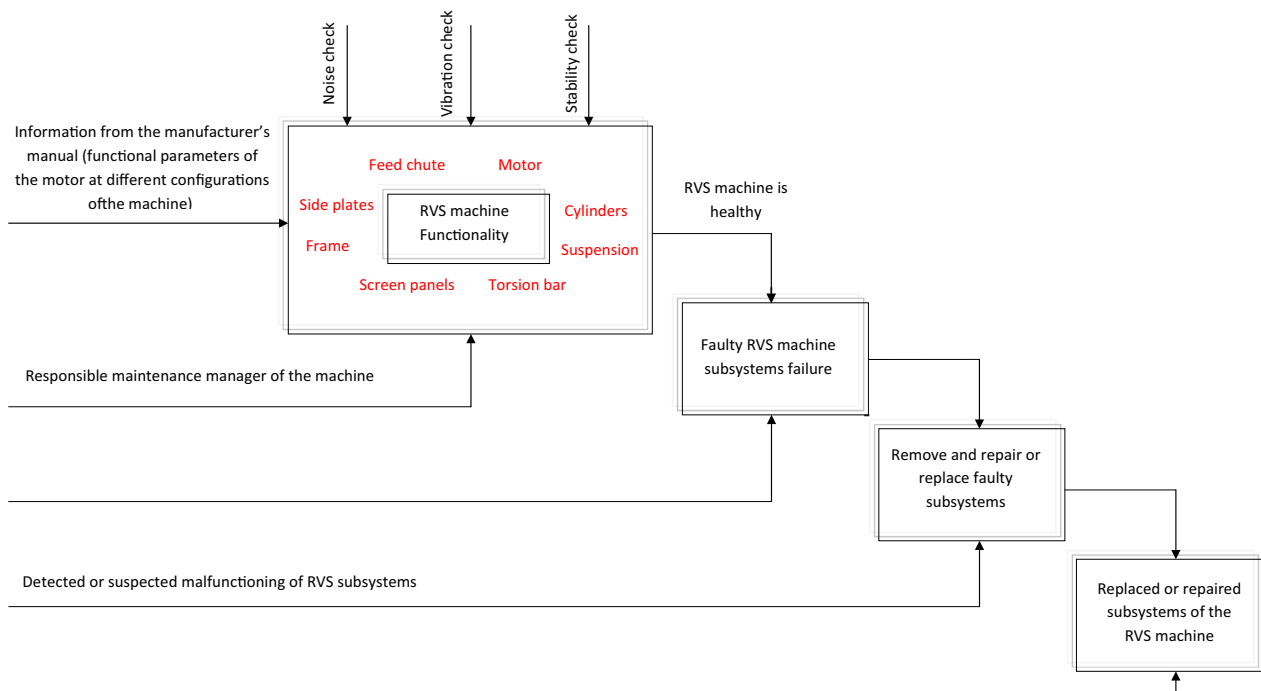 Noise check
Vibration check
Stability check
Information from the manufacturer's
manual (functional parameters of
the motor at different configurations
ofthe machine)
Feed chute
Motor
Side plates
RVS machine
Functionality
Cylinders
Frame
Suspension
Screen panels
Torsion bar
RVS machine is
healthy
Faulty RVS machine
subsystems failure
Responsible maintenance manager of the machine
Remove and repair or
replace faulty
subsystems
Detected or suspected malfunctioning of RVS subsystems
Replaced or repaired
subsystems of the
RVS machine